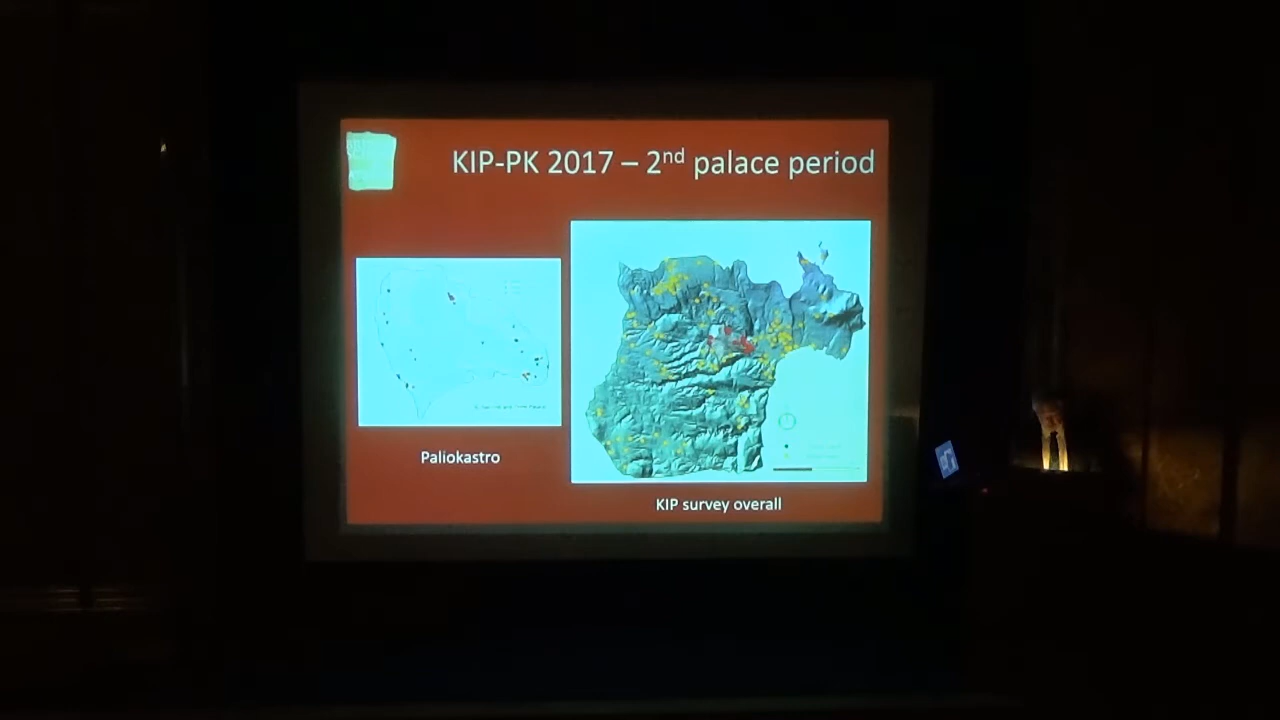 KIP-PK 2017 – 2nd palace period
Paliokastro
KIP survey overall